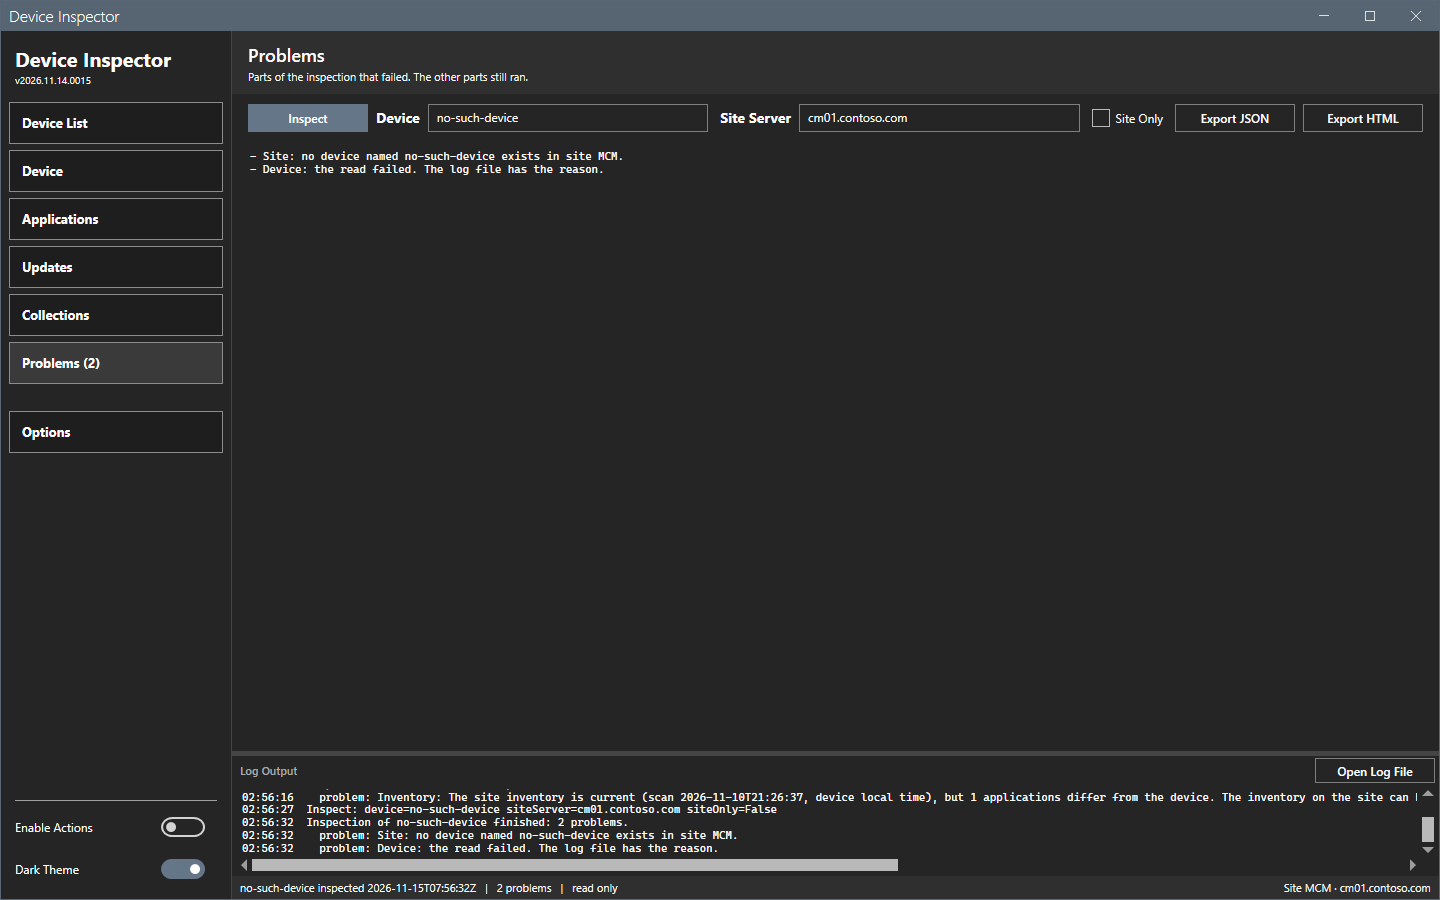 Device Inspector
Device Inspector
v2026.11.14.0015
Device List
Device
Applications
Updates
Collections
Problems (2)
Options
Enable Actions
Dark Theme
Problems
Parts of the inspection that failed. The other parts still ran.
Inspect
Device
no-such-device
Site Server
cm01.contoso.com
Site Only
Export JSON
Export HTML
- Site: no device named no-such-device exists in site MCM.
- Device: the read failed. The log file has the reason.
Log Output
Open Log File
02:56:16 problem: Inventory: The site inventory is current (scan 2026-11-10T21:26:37, device local time), but 1 applications differ from the device. The inventory on the site can
02:56:27 Inspect: device=no-such-device siteServer=cm01.contoso.com siteOnly=False
02:56:32 Inspection of no-such-device finished: 2 problems.
02:56:32 problem: Site: no device named no-such-device exists in site MCM.
02:56:32 problem: Device: the read failed. The log file has the reason.
no-such-device inspected 2026-11-15T07:56:32Z | 2 problems | read only
Site MCM · cm01.contoso.com